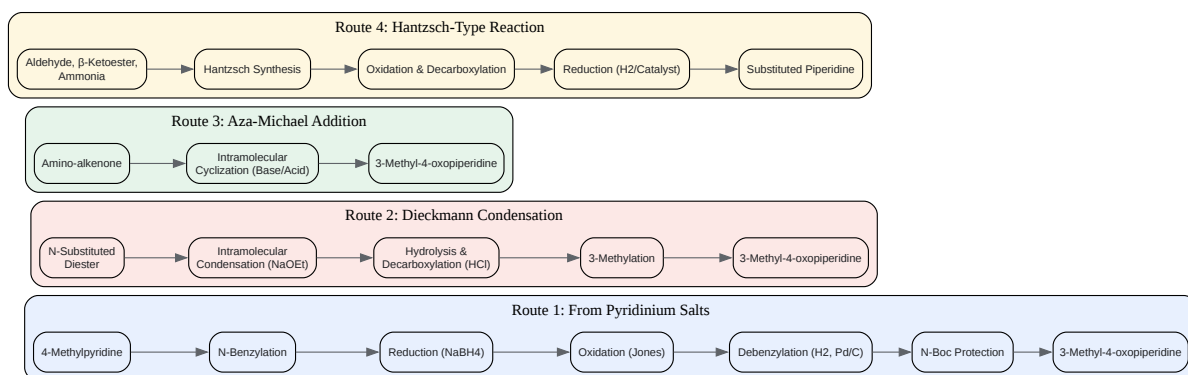 Route 4: Hantzsch-Type Reaction
Aldehyde, β-Ketoester,
Ammonia
Hantzsch Synthesis
Oxidation & Decarboxylation
Reduction (H2/Catalyst)
Substituted Piperidine
Route 3: Aza-Michael Addition
Amino-alkenone
Intramolecular
Cyclization (Base/Acid)
3-Methyl-4-oxopiperidine
Route 2: Dieckmann Condensation
N-Substituted
Diester
Intramolecular
Condensation (NaOEt)
Hydrolysis &
Decarboxylation (HCl)
3-Methylation
3-Methyl-4-oxopiperidine
Route 1: From Pyridinium Salts
4-Methylpyridine
N-Benzylation
Reduction (NaBH4)
Oxidation (Jones)
Debenzylation (H2, Pd/C)
N-Boc Protection
3-Methyl-4-oxopiperidine